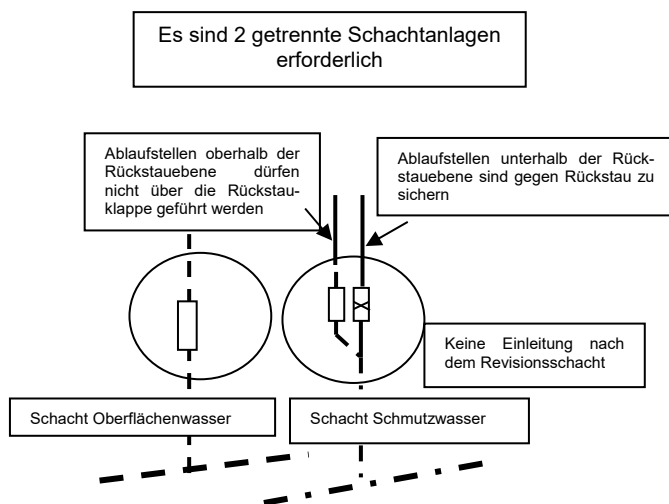 Es sind 2 getrennte Schachtanlagen
erforderlich
Ablaufstellen oberhalb der
Rückstauebene dürfen
nicht über die Rückstau-
klappe geführt werden
Ablaufstellen unterhalb der Rück-
stauebene sind gegen Rückstau zu
sichern
Keine Einleitung nach
dem Revisionsschacht
Schacht Oberflächenwasser
Schacht Schmutzwasser